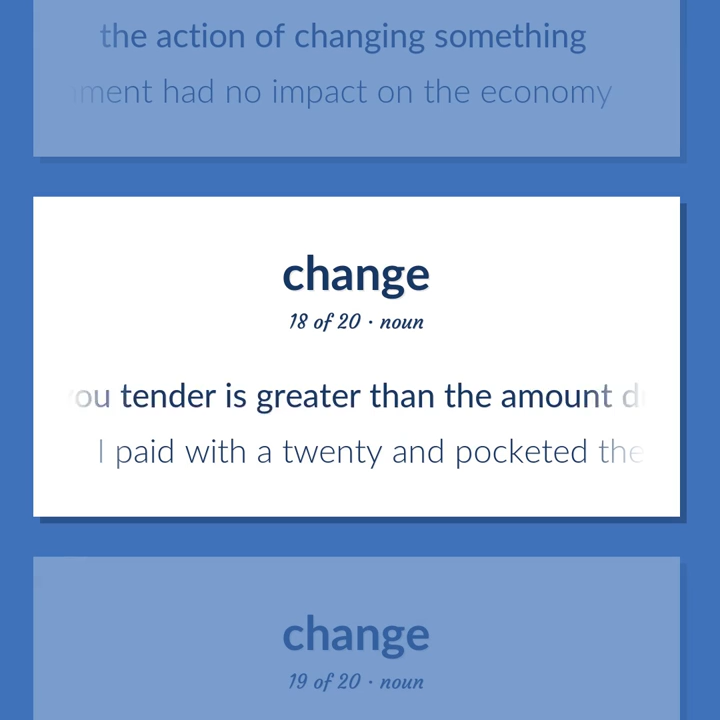 the action of changing something
ment had no impact on the economy
change
18 of 20 · noun
you tender is greater than the amount
I paid with a twenty and pocketed the
change
19 of 20 · noun